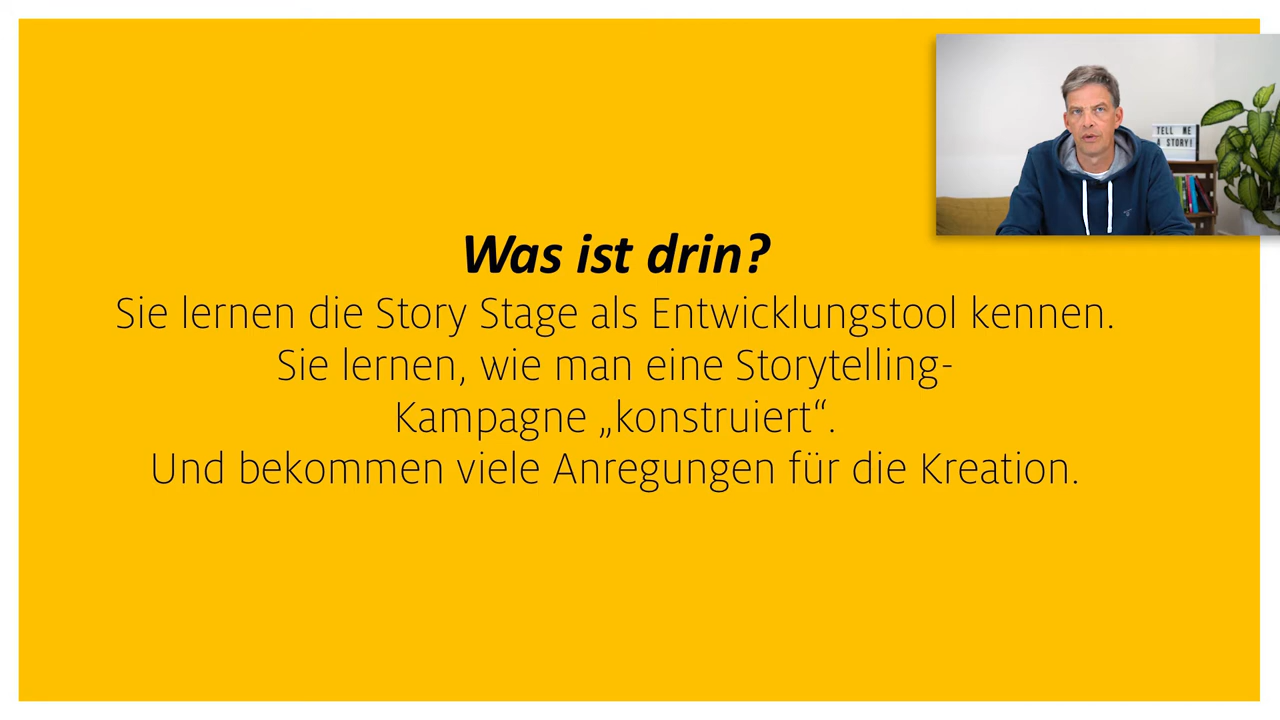 TELL ME
A STORY!
Was ist drin?
Sie lernen die Story Stage als Entwicklungstool kennen.
Sie lernen, wie man eine Storytelling-
Kampagne „konstruiert“.
Und bekommen viele Anregungen für die Kreation.